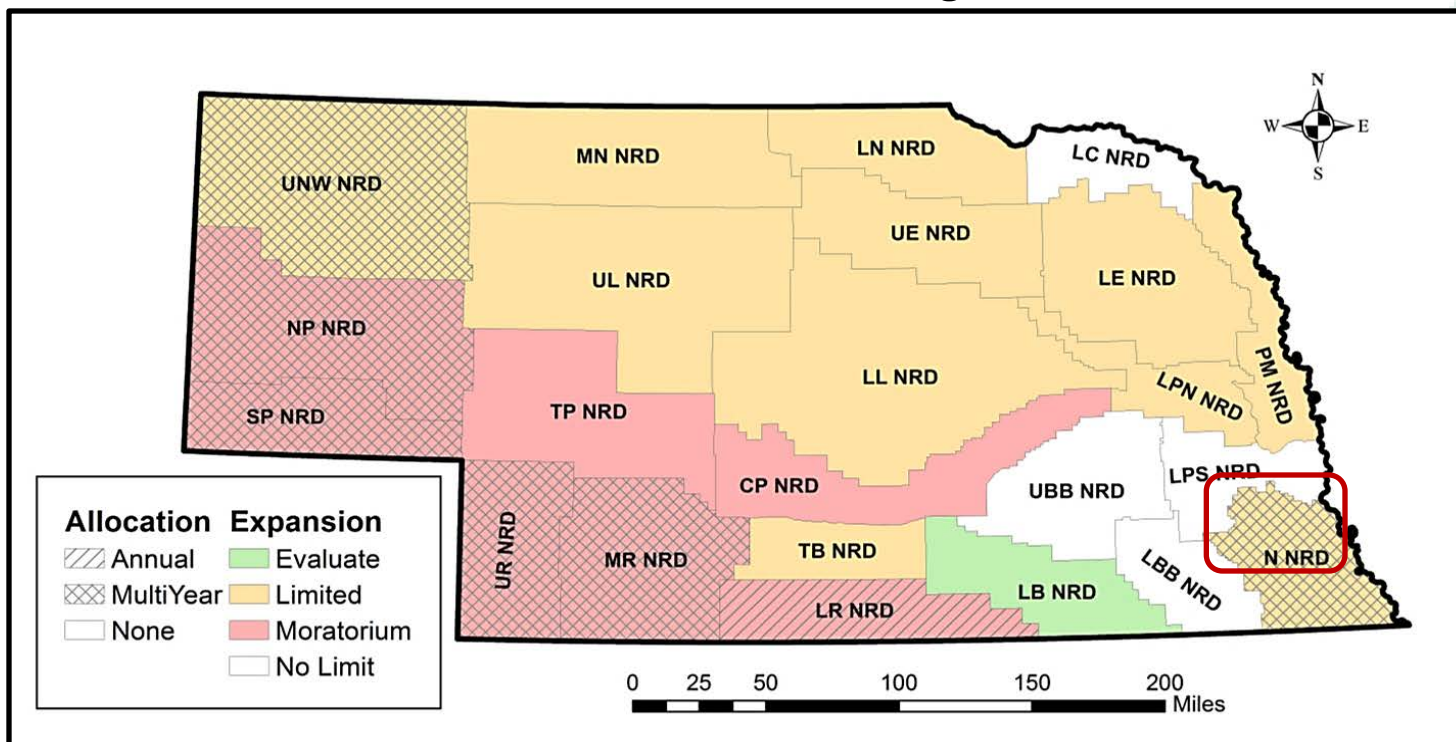 N
W E
S
LC NRD
LN NRD
MN NRD
UNW NRD
UE NRD
LE NRD
UL NRD
NP NRD
PM NRD
LL NRD
LPN NRD
TP NRD
SP NRD
LPS NRD
CP NRD
UBB NRD
UR NRD
MR NRD
TB NRD
N NRD
LBB NRD
LB NRD
LR NRD
Allocation Expansion
Annual Evaluate
MultiYear Limited
None Moratorium
No Limit
0 25 50 100 150 200
Miles